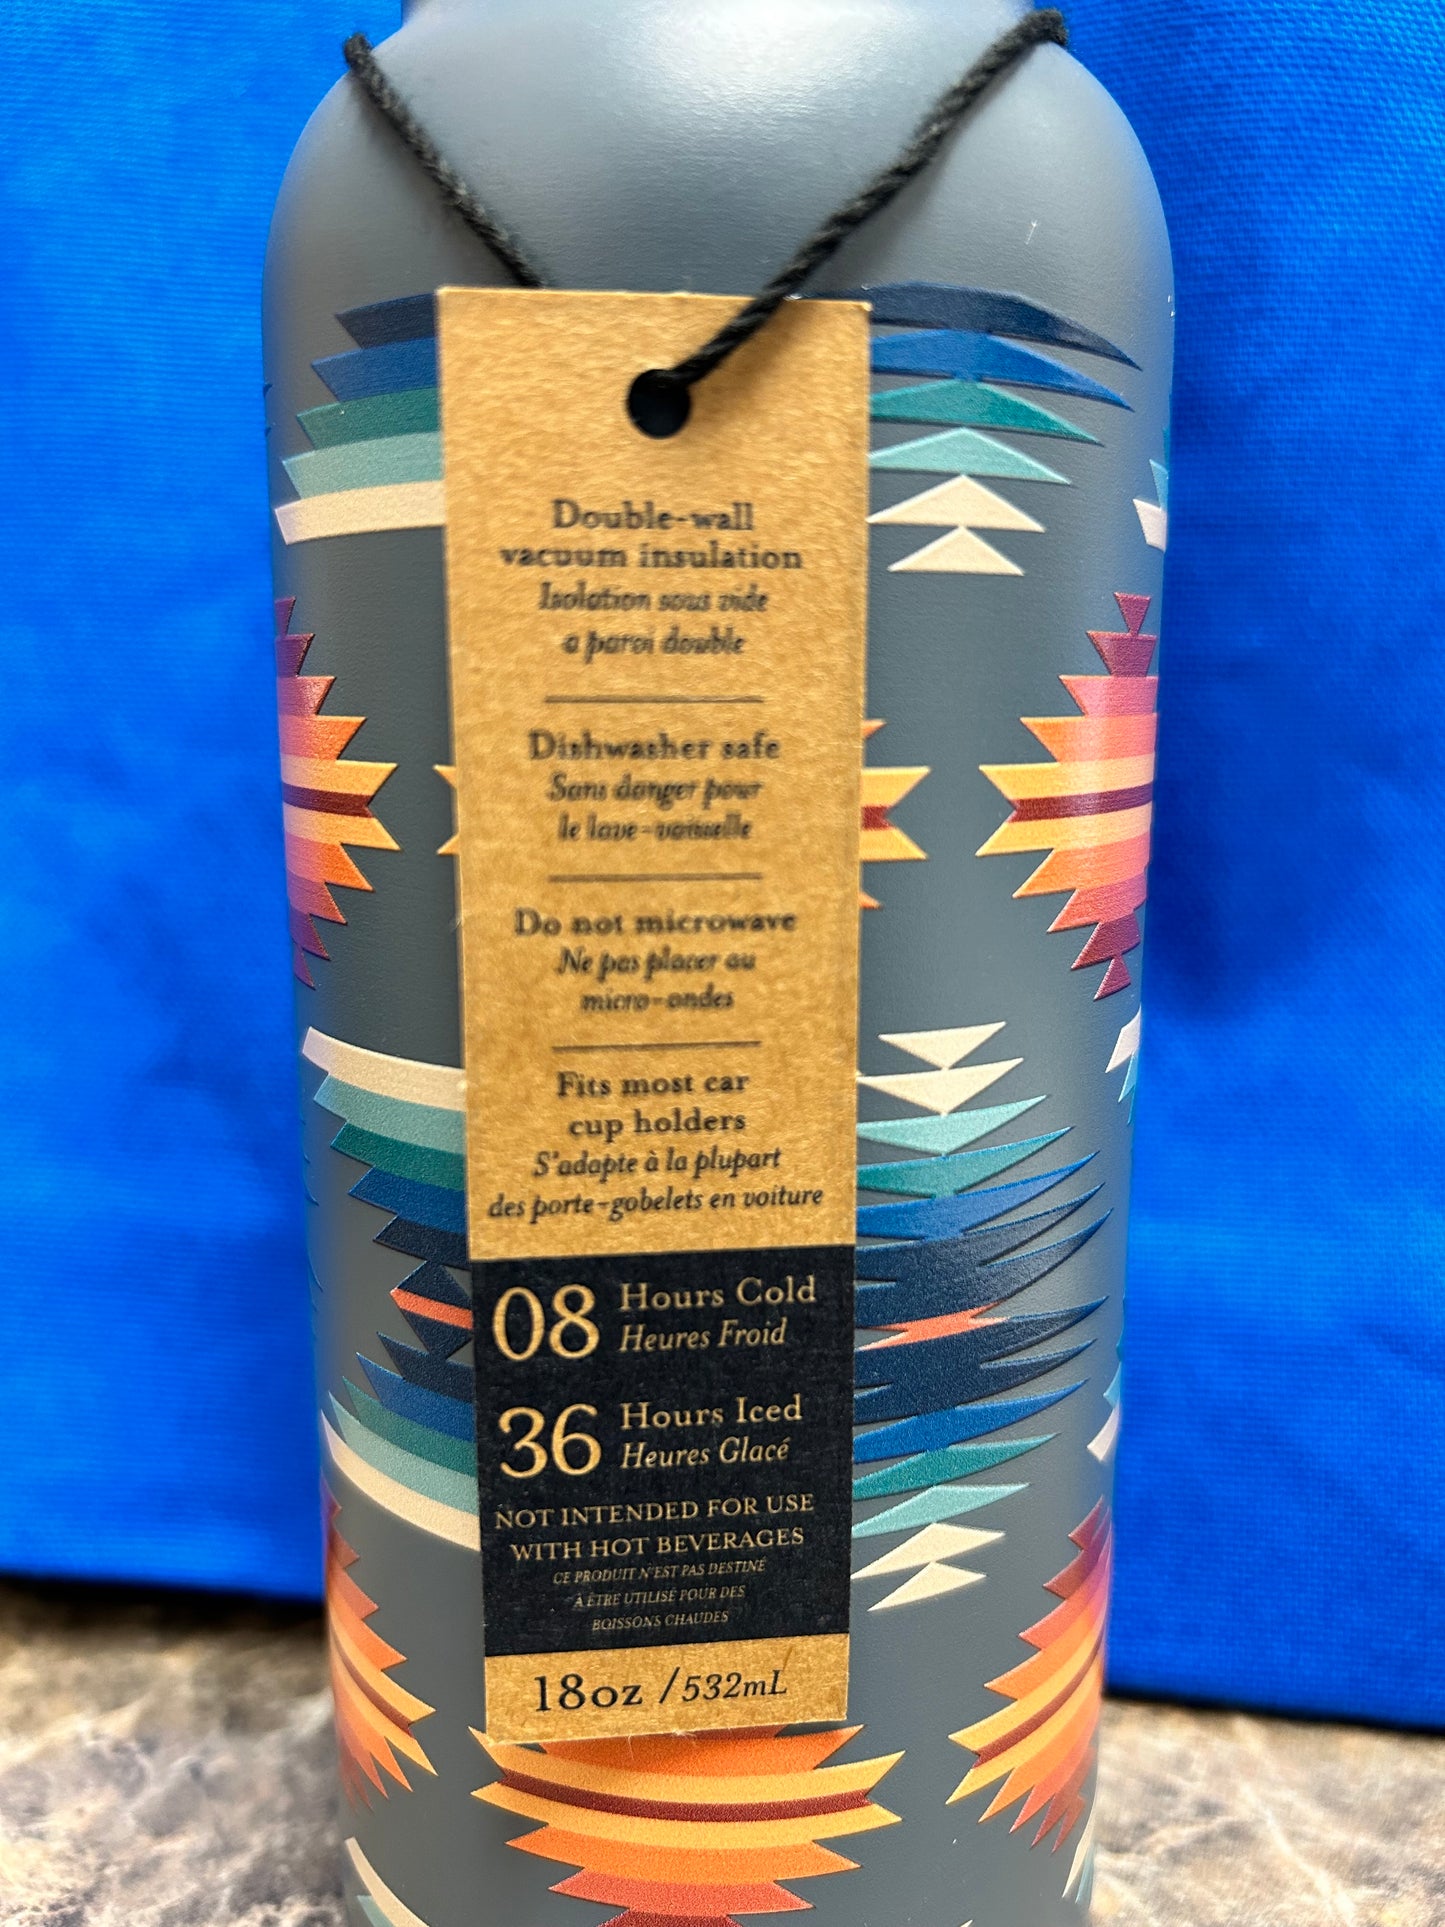 Double-wall
vacuum insulation
Isolation sous vide
a paroi double
Dishwasher safe
Sans danger pour
le lave-vaisselle
Do not microwave
Ne pas placer au
micro-ondes
Fits most car
cup holders
S'adapte à la plupart
des porte-gobelets en voiture
08 Hours Cold
Heures Froid
36 Hours Iced
Heures Glacé
NOT INTENDED FOR USE
WITH HOT BEVERAGES
CE PRODUIT N'EST PAS DESTINÉ
À ÊTRE UTILISÉ POUR DES
BOISSONS CHAUDES
18oz / 532mL